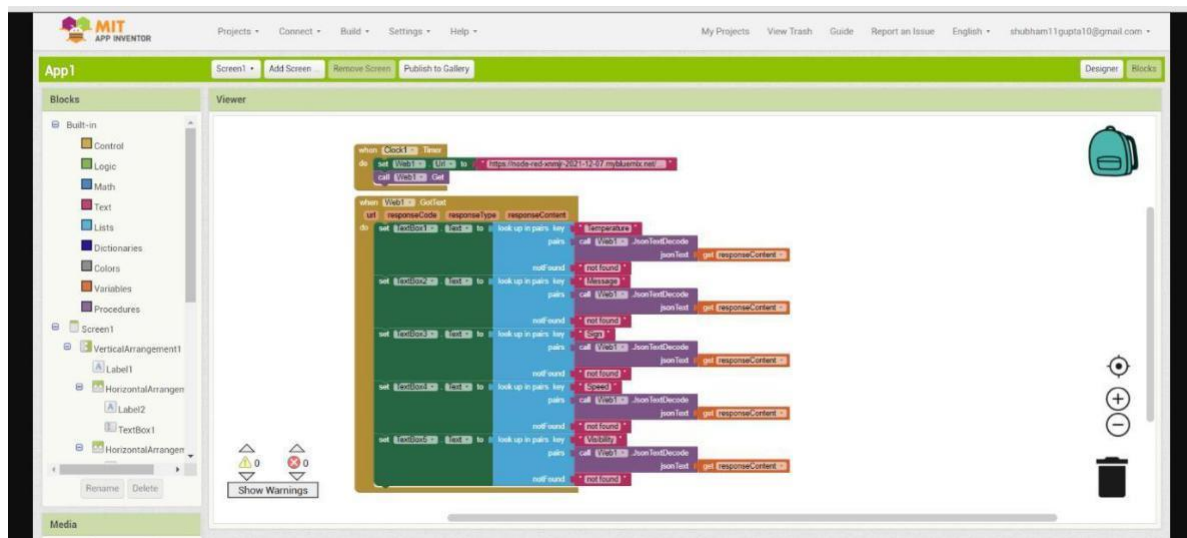 MIT
APP INVENTOR
Projects Connect Build Settings Help My Projects View Trash Guide Report an Issue English shubham11gupta10@gmail.com
App1 Screen1 Add Screen ... Remove Screen Publish to Gallery Designer Blocks
Blocks Viewer
Built-in
Control
Logic
Math
Text
Lists
Dictionaries
Colors
Variables
Procedures
Screen1
VerticalArrangement1
Label1
HorizontalArrangen
Label2
TextBox1
HorizontalArrangen
Rename Delete
Media
when Clock1 .Timer
do set Web1 . Url to
call Web1 .Get
when Web1 .GotText
url responseCode responseType responseContent
do set TextBox1 . Text to look up in pairs key " Temperature "
pairs call Web1 .JsonTextDecode
jsonText get responseContent
notFound " not found "
set TextBox2 . Text to look up in pairs key " Message "
pairs call Web1 .JsonTextDecode
jsonText get responseContent
notFound " not found "
set TextBox3 . Text to look up in pairs key " Sign "
pairs call Web1 .JsonTextDecode
jsonText get responseContent
notFound " not found "
set TextBox4 . Text to look up in pairs key " Speed "
pairs call Web1 .JsonTextDecode
jsonText get responseContent
notFound " not found "
set TextBox5 . Text to look up in pairs key " Visibility "
pairs call Web1 .JsonTextDecode
jsonText get responseContent
notFound " not found "
0 0
Show Warnings